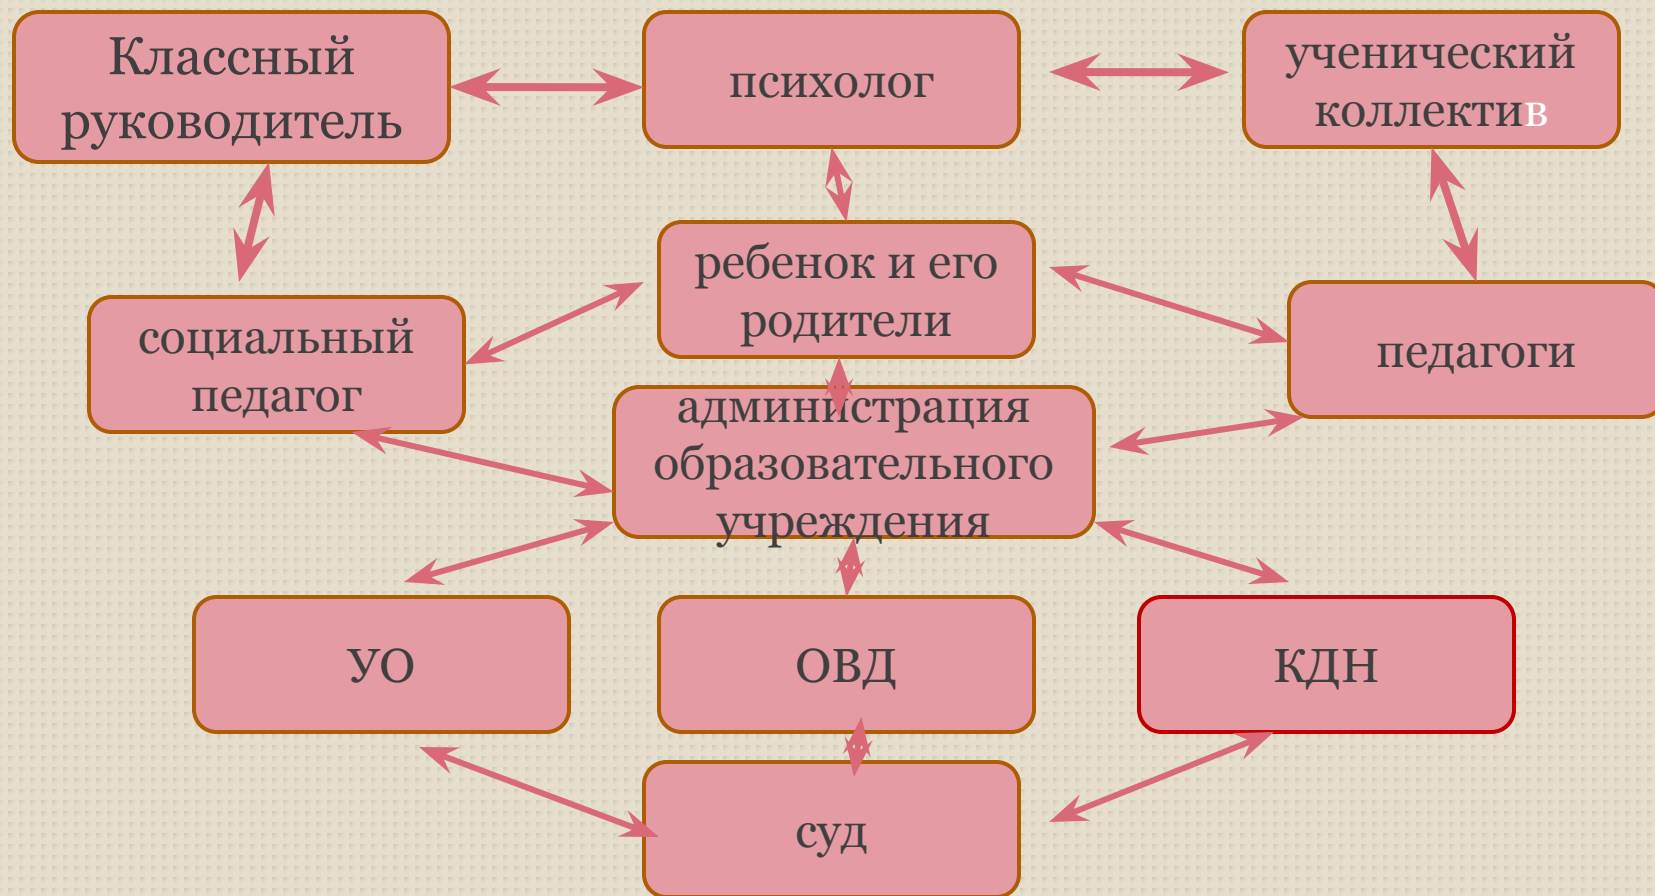 Классный
руководитель
психолог
ученический
коллектив
ребенок и его
родители
социальный
педагог
педагоги
администрация
образовательного
учреждения
УО
ОВД
КДН
суд